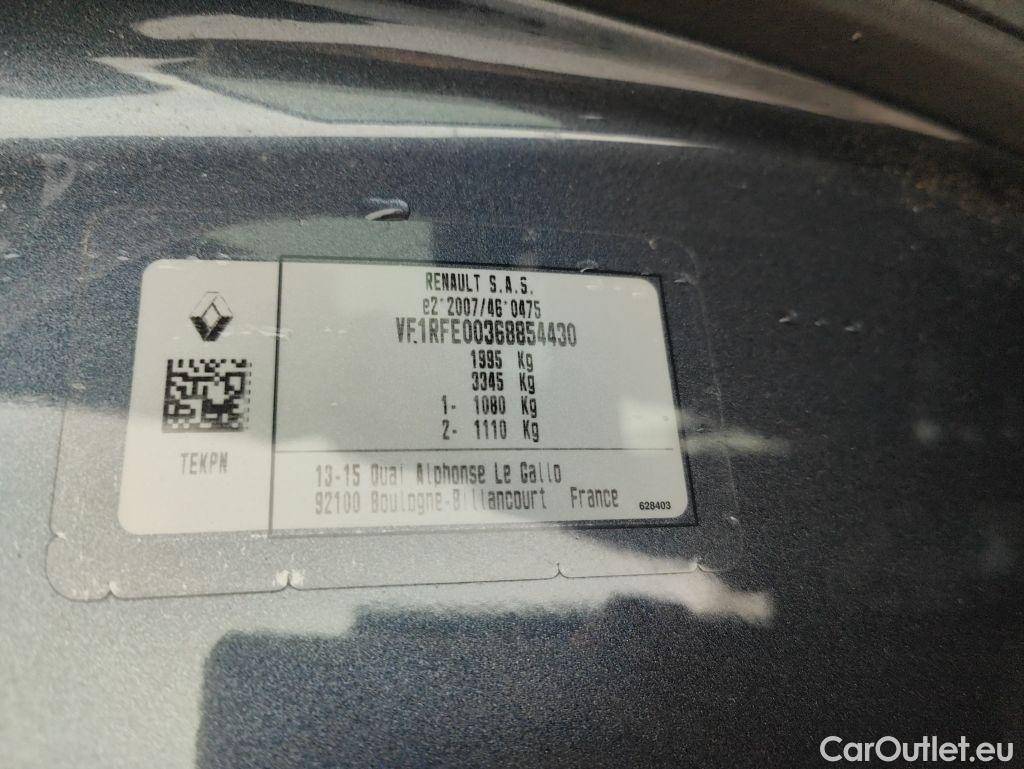 RENAULT S.A.S.
e2*2007/46*0475
VF1RFE00368854430
1995 Kg
3345 Kg
1- 1080 Kg
2- 1110 Kg
TEKPN
13-15 Quai Alphonse Le Gallo
92100 Boulogne-Billancourt France
628403
CarOutlet.eu